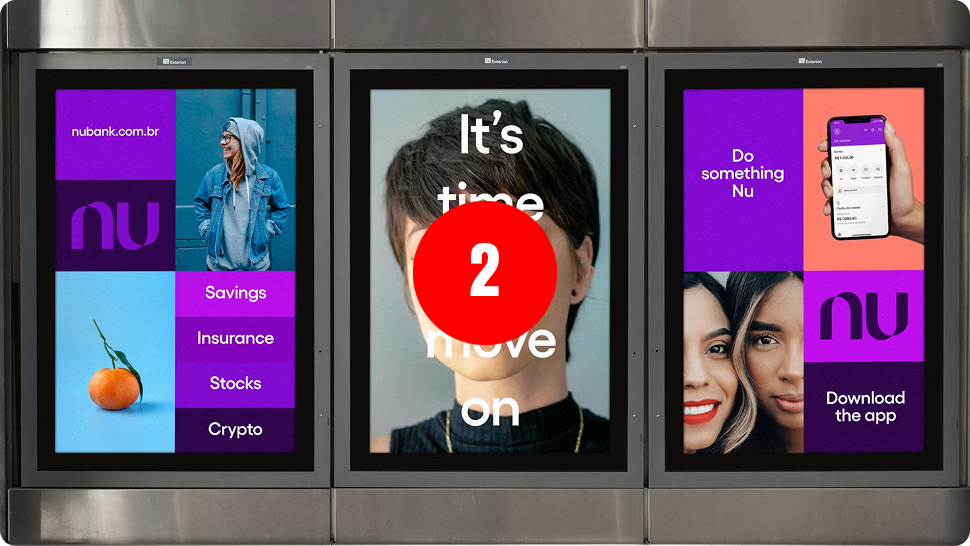 Exterion
nubank.com.br
nu
Savings
Insurance
Stocks
Crypto
Exterion
It's
time
2
move
on
Exterion
Do
something
Nu
nu
Download
the app